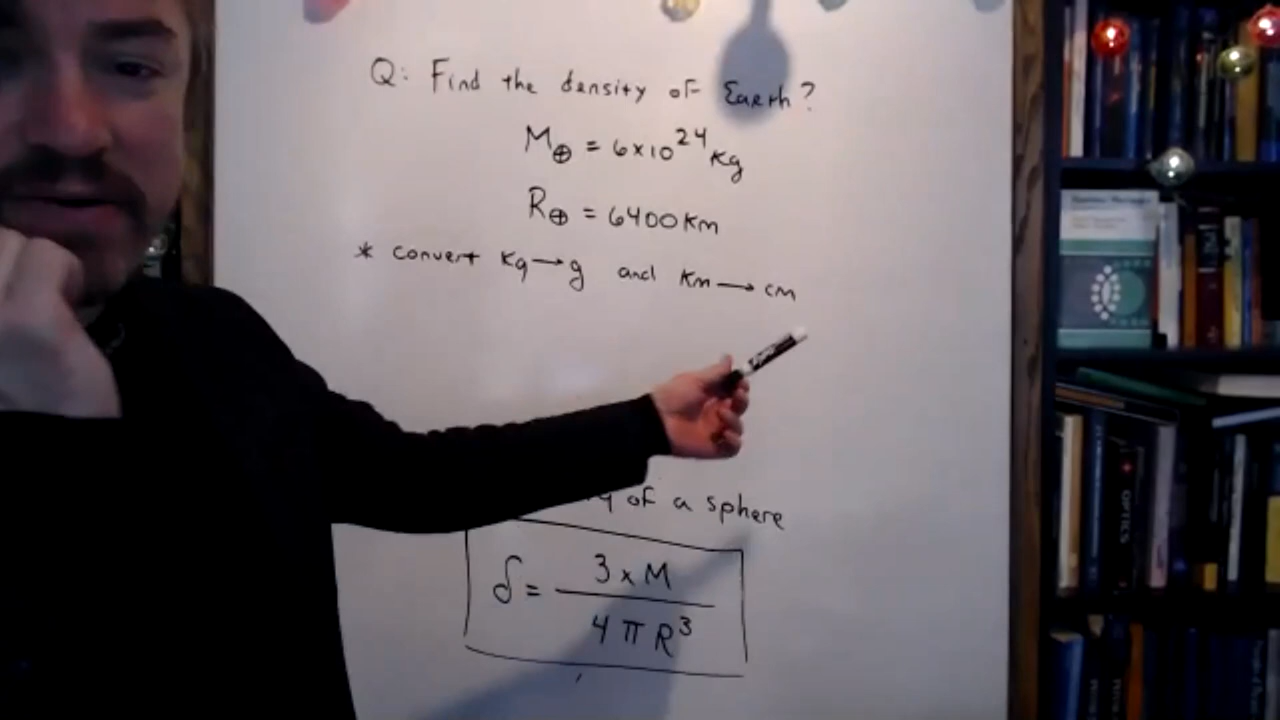 Q: Find the density of Earth?
M⊕ = 6x10²⁴ Kg
R⊕ = 6400 Km
* convert Kg→g and Km→cm
of a sphere
δ = 3 x M / 4 π R³
OPTICS